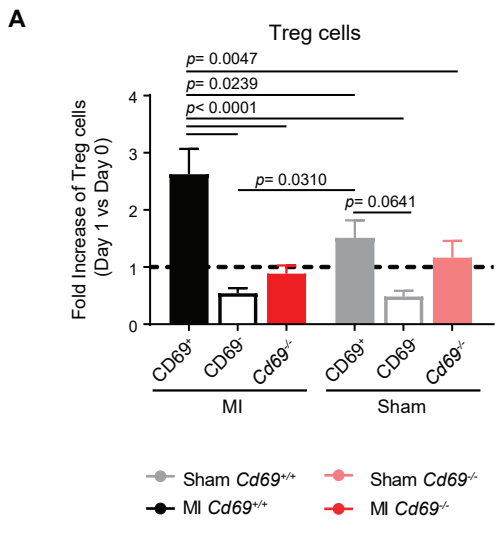 A
Treg cells
p= 0.0047
p= 0.0239
p< 0.0001
p= 0.0310
p= 0.0641
Fold Increase of Treg cells
(Day 1 vs Day 0)
4
3
2
1
0
CD69⁺ CD69⁻ Cd69⁻/⁻ CD69⁺ CD69⁻ Cd69⁻/⁻
MI Sham
Sham Cd69⁺/⁺ Sham Cd69⁻/⁻
MI Cd69⁺/⁺ MI Cd69⁻/⁻